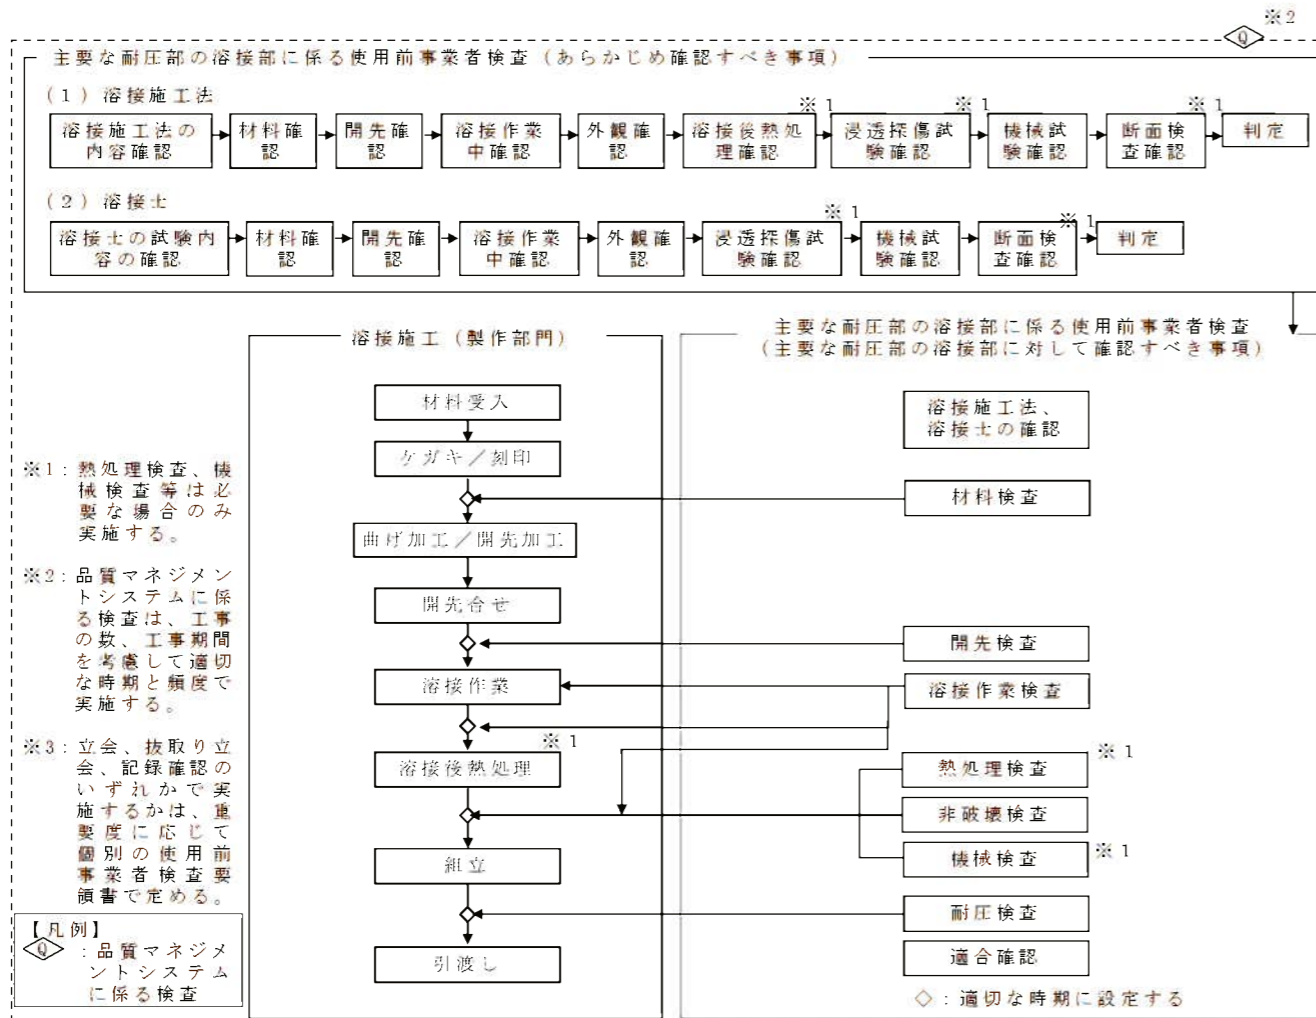 ※2
Q
主要な耐圧部の溶接部に係る使用前事業者検査（あらかじめ確認すべき事項）
（1）溶接施工法
※1
※1
※1
溶接施工法の
内容確認
材料確
認
開先確
認
溶接作業
中確認
外観確
認
溶接後熱処
理確認
浸透探傷試
験確認
機械試
験確認
断面検
査確認
判定
（2）溶接士
※1
※1
溶接士の試験内
容の確認
材料確
認
開先確
認
溶接作業
中確認
外観確
認
浸透探傷試
験確認
機械試
験確認
断面検
査確認
判定
溶接施工（製作部門）
材料受入
ケガキ／刻印
曲げ加工／開先加工
開先合せ
溶接作業
※1
溶接後熱処理
組立
引渡し
主要な耐圧部の溶接部に係る使用前事業者検査
（主要な耐圧部の溶接部に対して確認すべき事項）
溶接施工法、
溶接士の確認
材料検査
開先検査
溶接作業検査
熱処理検査
※1
非破壊検査
機械検査
※1
耐圧検査
適合確認
◇：適切な時期に設定する
※1：熱処理検査、機
械検査等は必
要な場合のみ
実施する。
※2：品質マネジメン
トシステムに係
る検査は、工事
の数、工事期間
を考慮して適切
な時期と頻度で
実施する。
※3：立会、抜取り立
会、記録確認の
いずれかで実
施するかは、重
要度に応じて
個別の使用前
事業者検査要
領書で定める。
【凡例】
Q：品質マネジメ
ントシステム
に係る検査